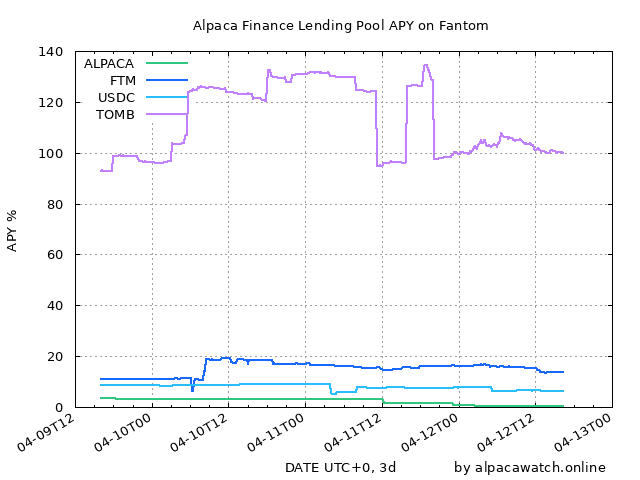 Alpaca Finance Lending Pool APY on Fantom
140
120
100
80
60
40
20
0
APY %
ALPACA
FTM
USDC
TOMB
04-09T12
04-10T00
04-10T12
04-11T00
04-11T12
04-12T00
04-12T12
04-13T00
DATE UTC+0, 3d
by alpacawatch.online